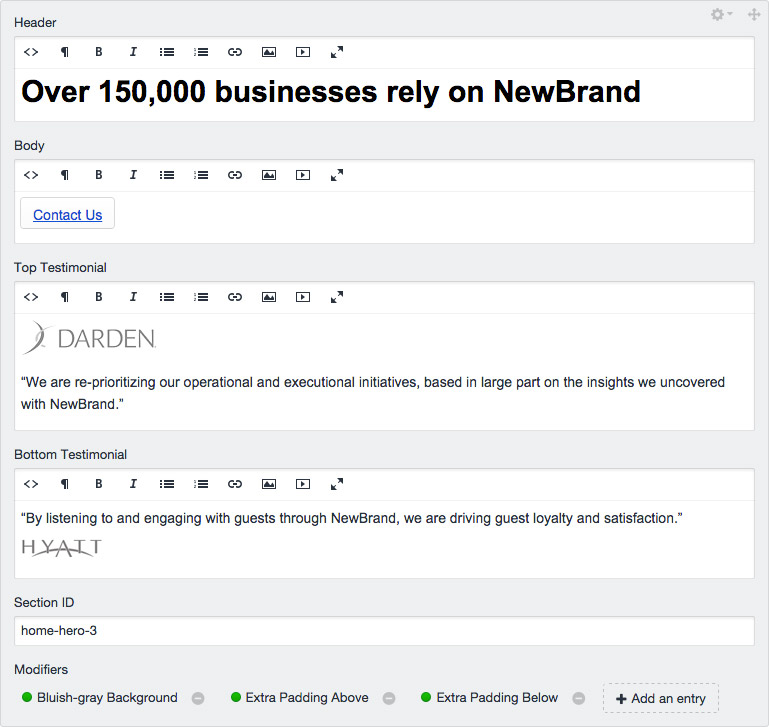 Header
Over 150,000 businesses rely on NewBrand
Body
Contact Us
Top Testimonial
DARDEN
“We are re-prioritizing our operational and executional initiatives, based in large part on the insights we uncovered
with NewBrand.”
Bottom Testimonial
“By listening to and engaging with guests through NewBrand, we are driving guest loyalty and satisfaction.”
HYATT
Section ID
home-hero-3
Modifiers
Bluish-gray Background Extra Padding Above Extra Padding Below + Add an entry